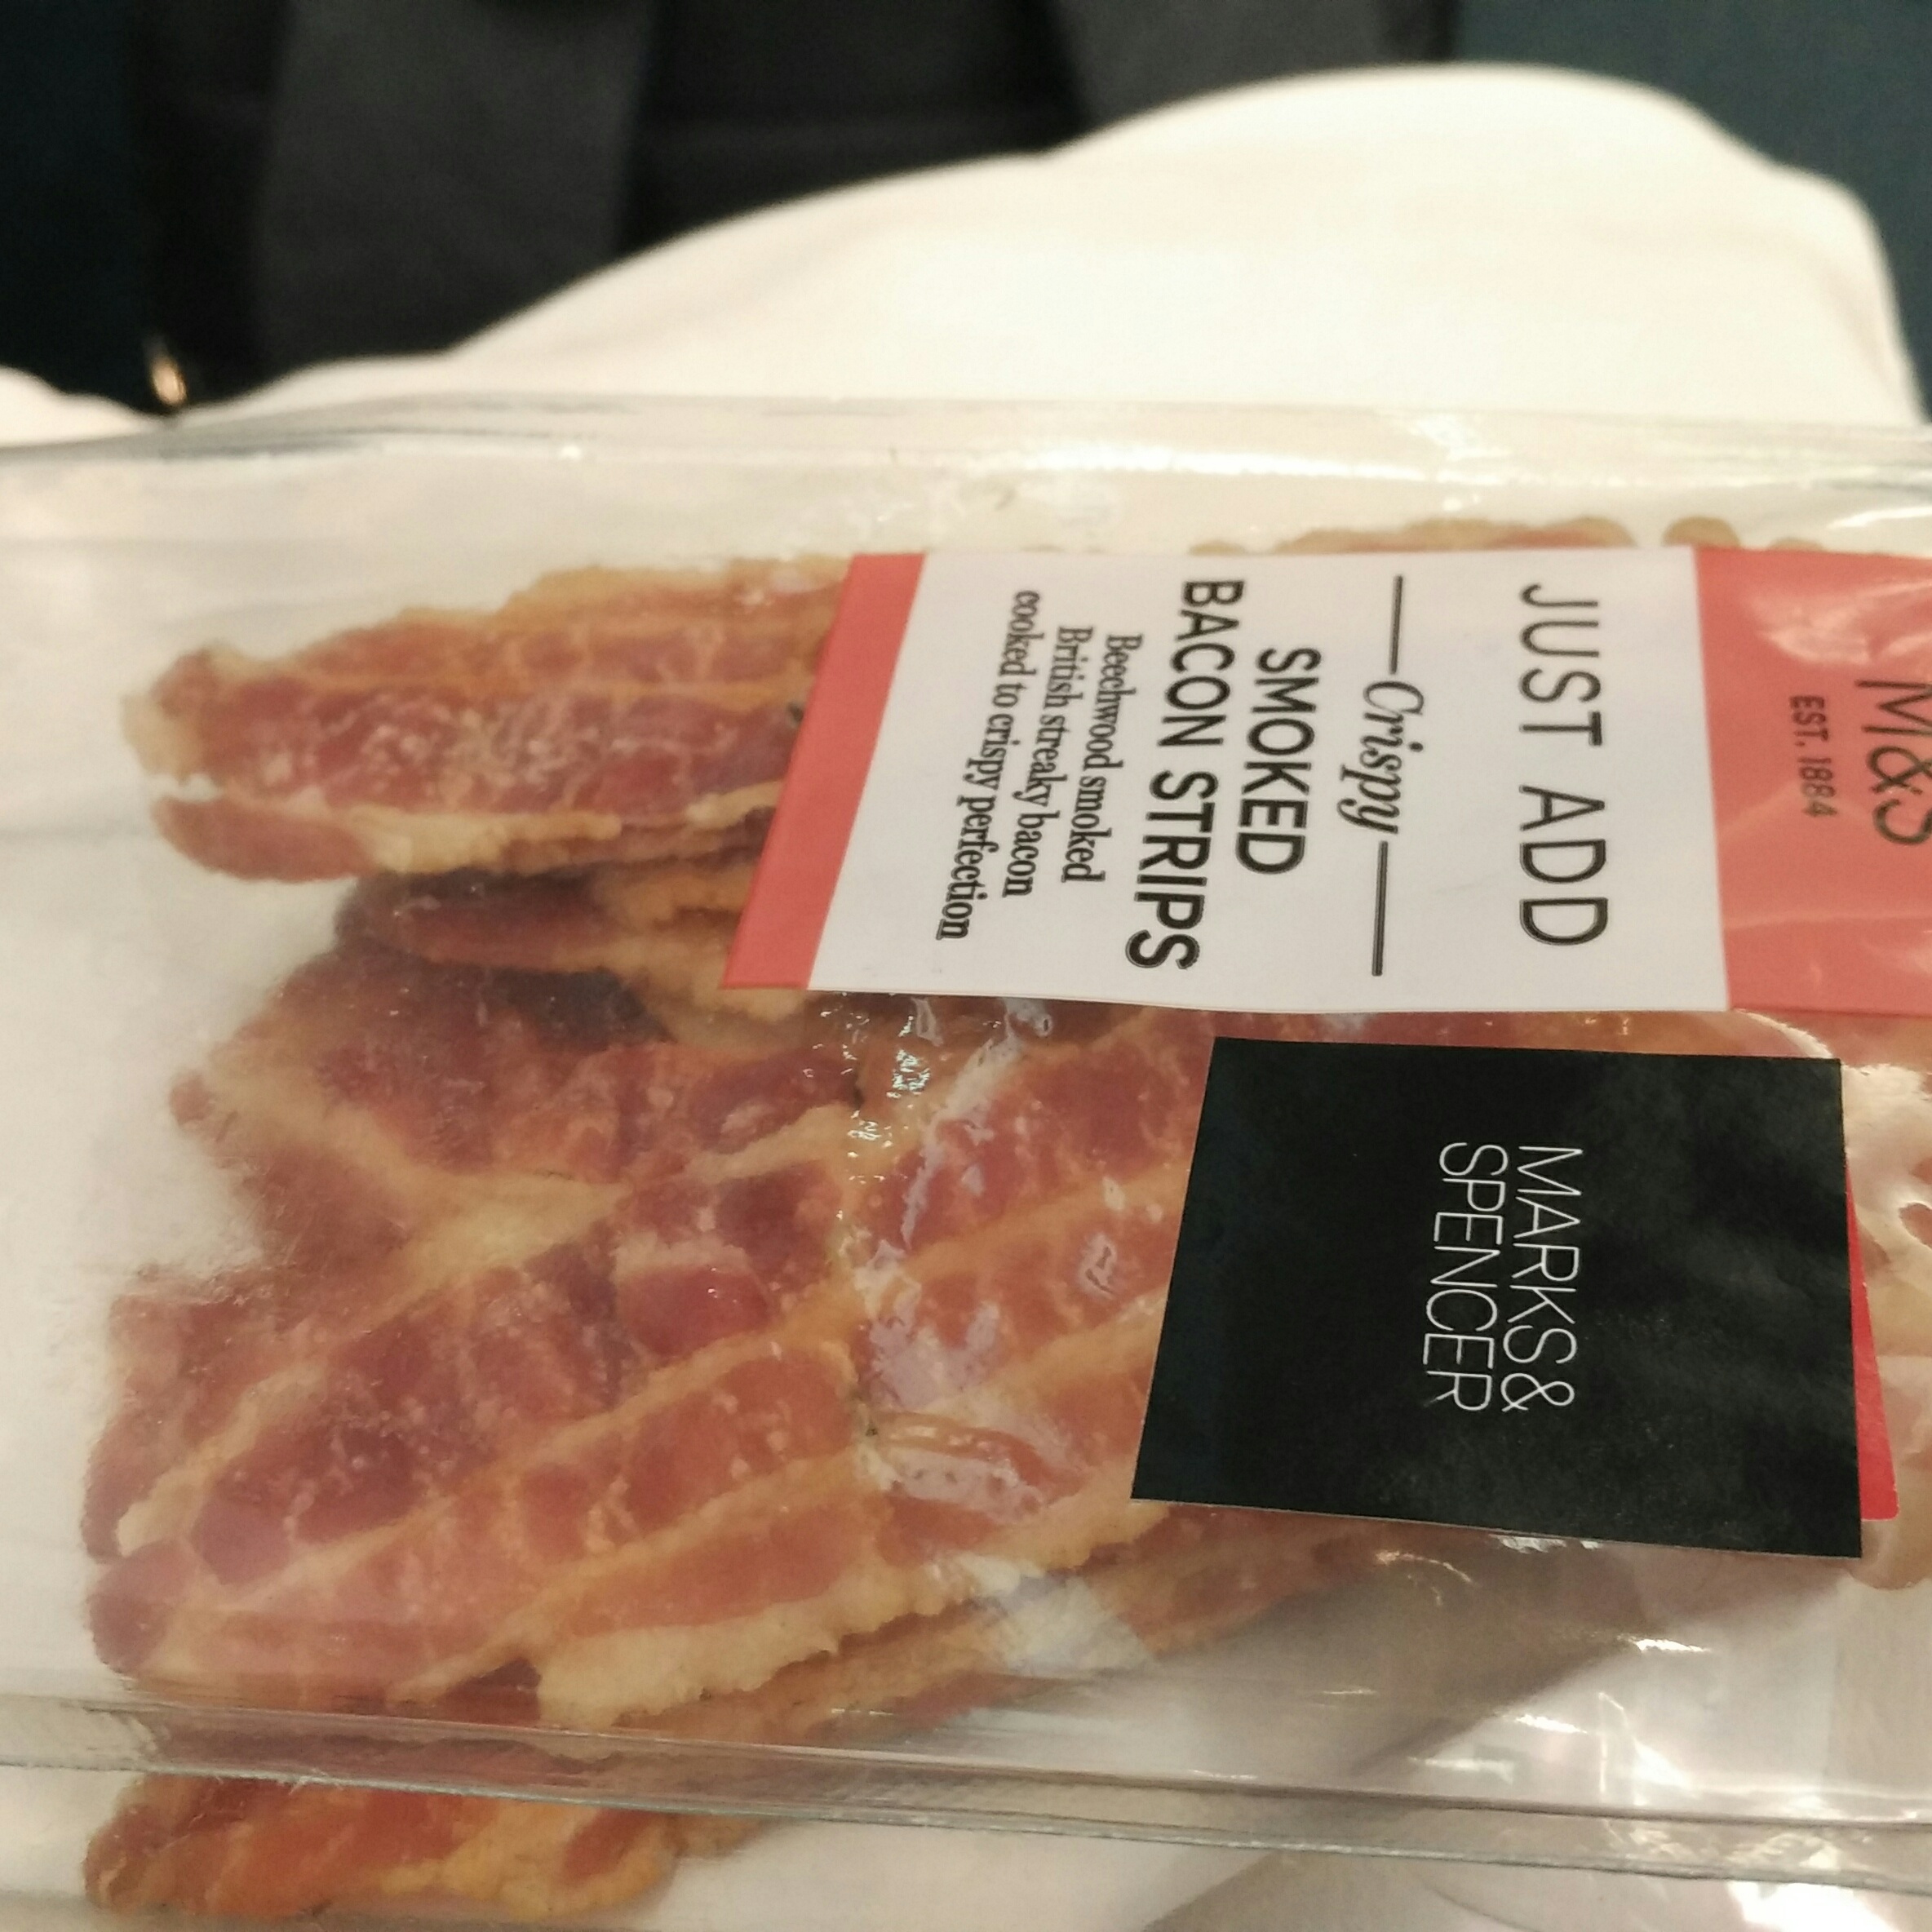 M&S
EST. 1884
JUST ADD
Crispy
SMOKED
BACON STRIPS
Beechwood smoked
British streaky bacon
cooked to crispy perfection
MARKS&
SPENCER